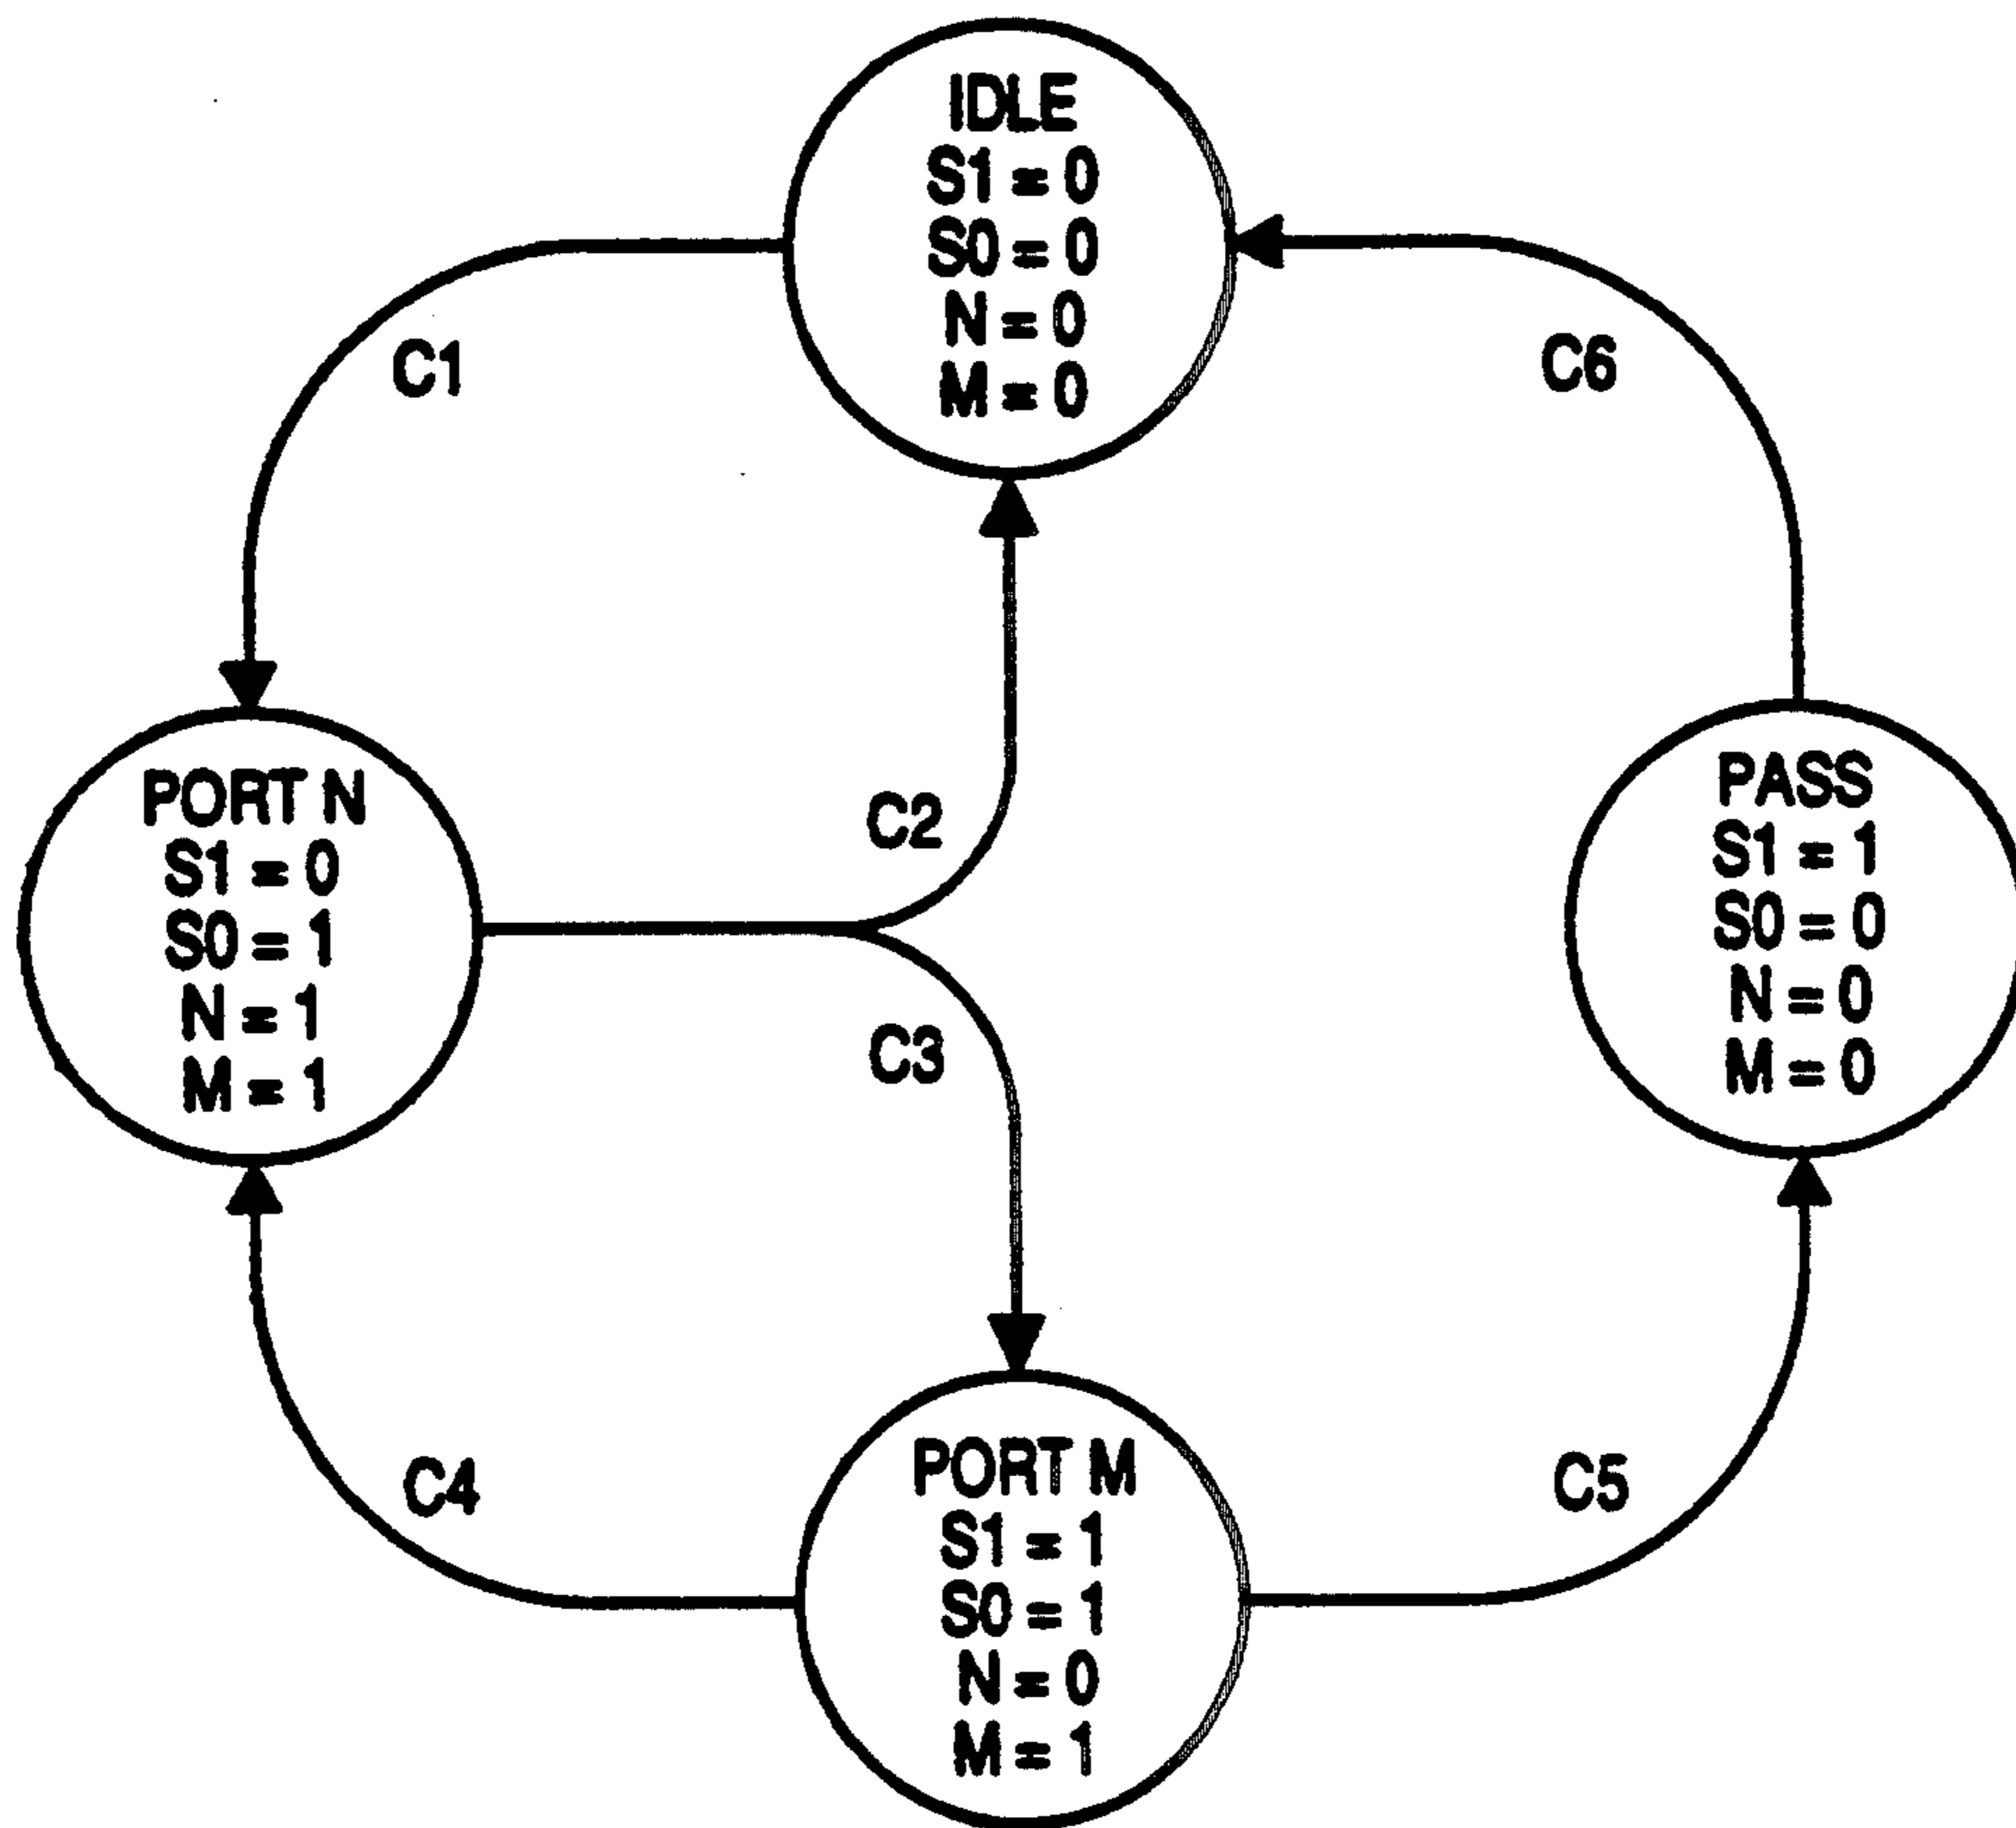 IDLE
S1 = 0
S0 = 0
N = 0
M = 0
C1
C6
PORT N
S1 = 0
S0 = 1
N = 1
M = 1
C2
C3
PASS
S1 = 1
S0 = 0
N = 0
M = 0
C4
PORT M
S1 = 1
S0 = 1
N = 0
M = 1
C5